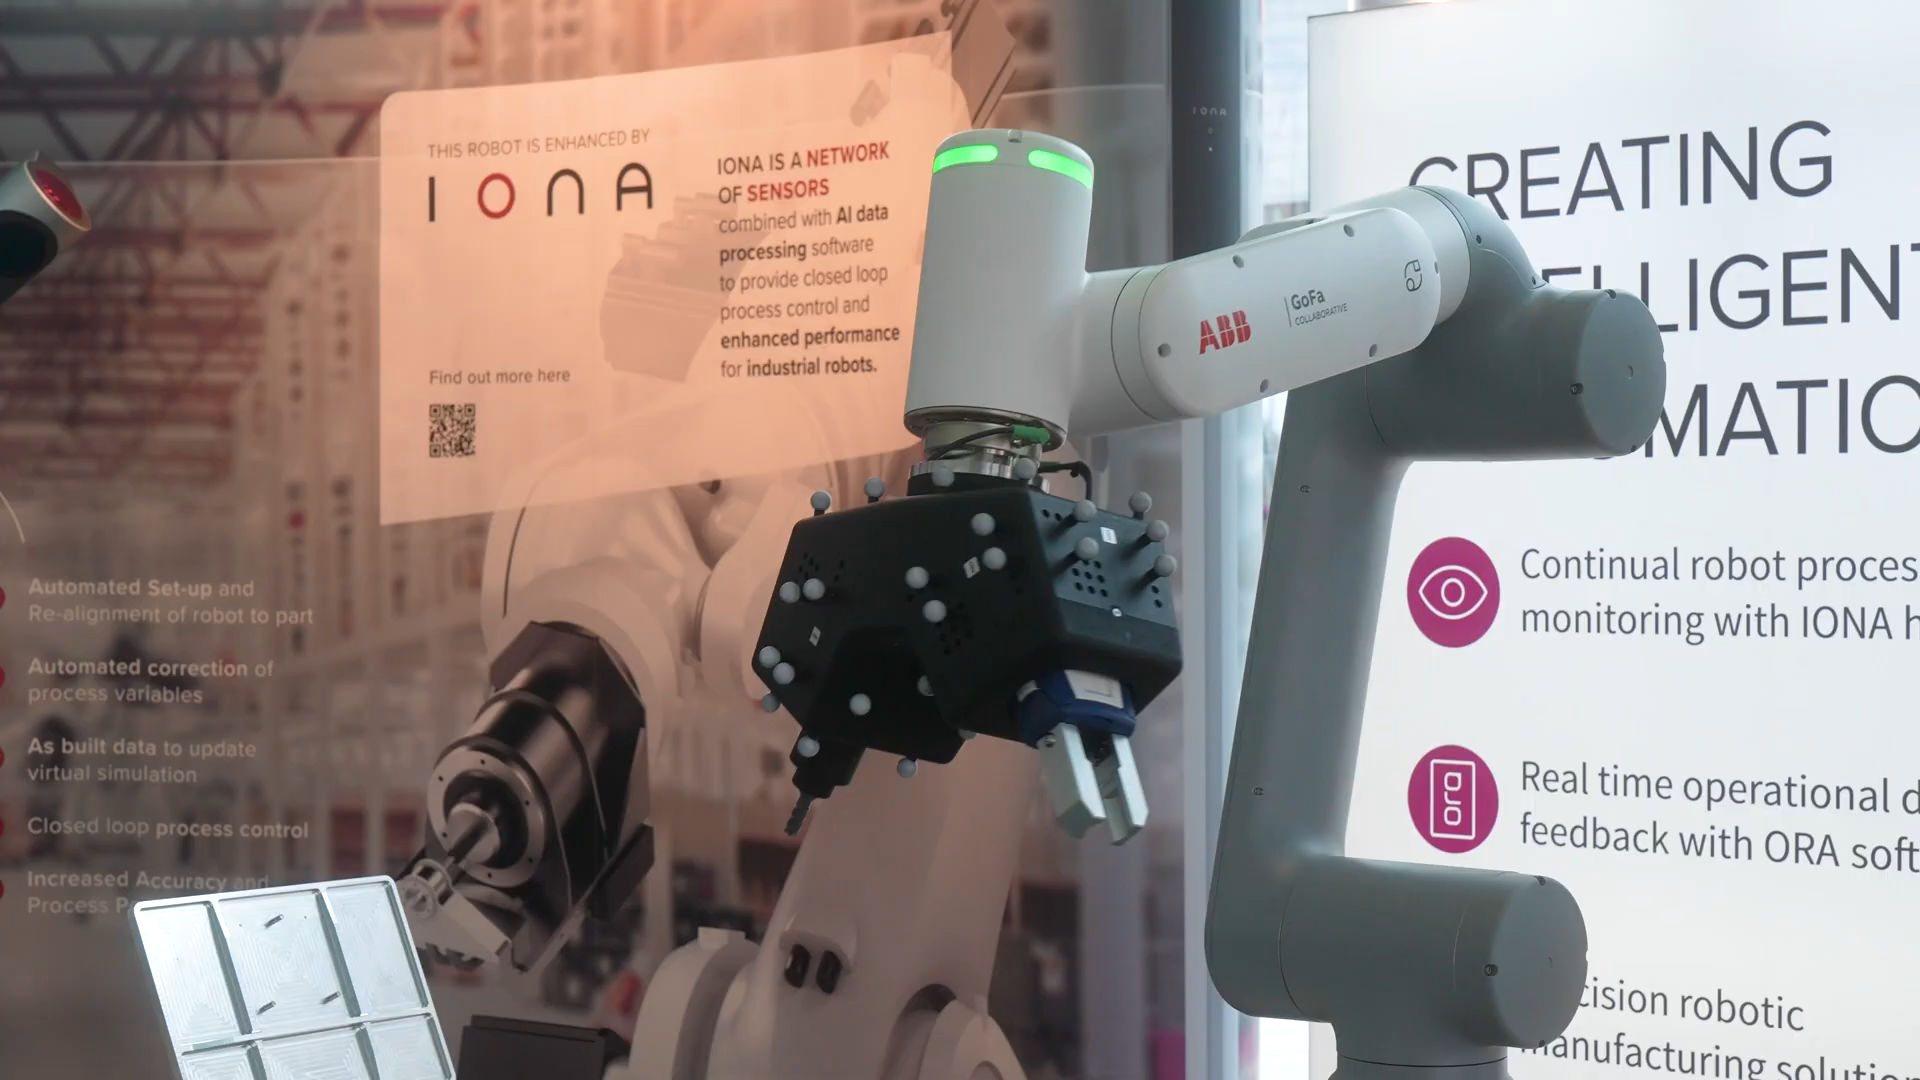 THIS ROBOT IS ENHANCED BY
IONA
Find out more here
IONA IS A NETWORK
OF SENSORS
combined with AI data
processing software
to provide closed loop
process control and
enhanced performance
for industrial robots.
IONA
ABB
GoFa
COLLABORATIVE
Automated Set-up and
Re-alignment of robot to part
Automated correction of
process variables
As built data to update
virtual simulation
Closed loop process control
Increased Accuracy and
Process
CREATING
LLIGENT
MATIO
Continual robot proces
monitoring with IONA h
Real time operational d
feedback with ORA soft
cision robotic
manufacturing solution